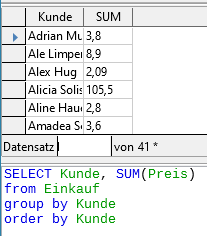 Kunde SUM
Adrian Mu 3,8
Ale Limper 8,9
Alex Hug 2,09
Alicia Solis 105,5
Aline Haud 2,8
Amadea S 3,6
Datensatz von 41 *
SELECT Kunde, SUM(Preis)
from Einkauf
group by Kunde
order by Kunde